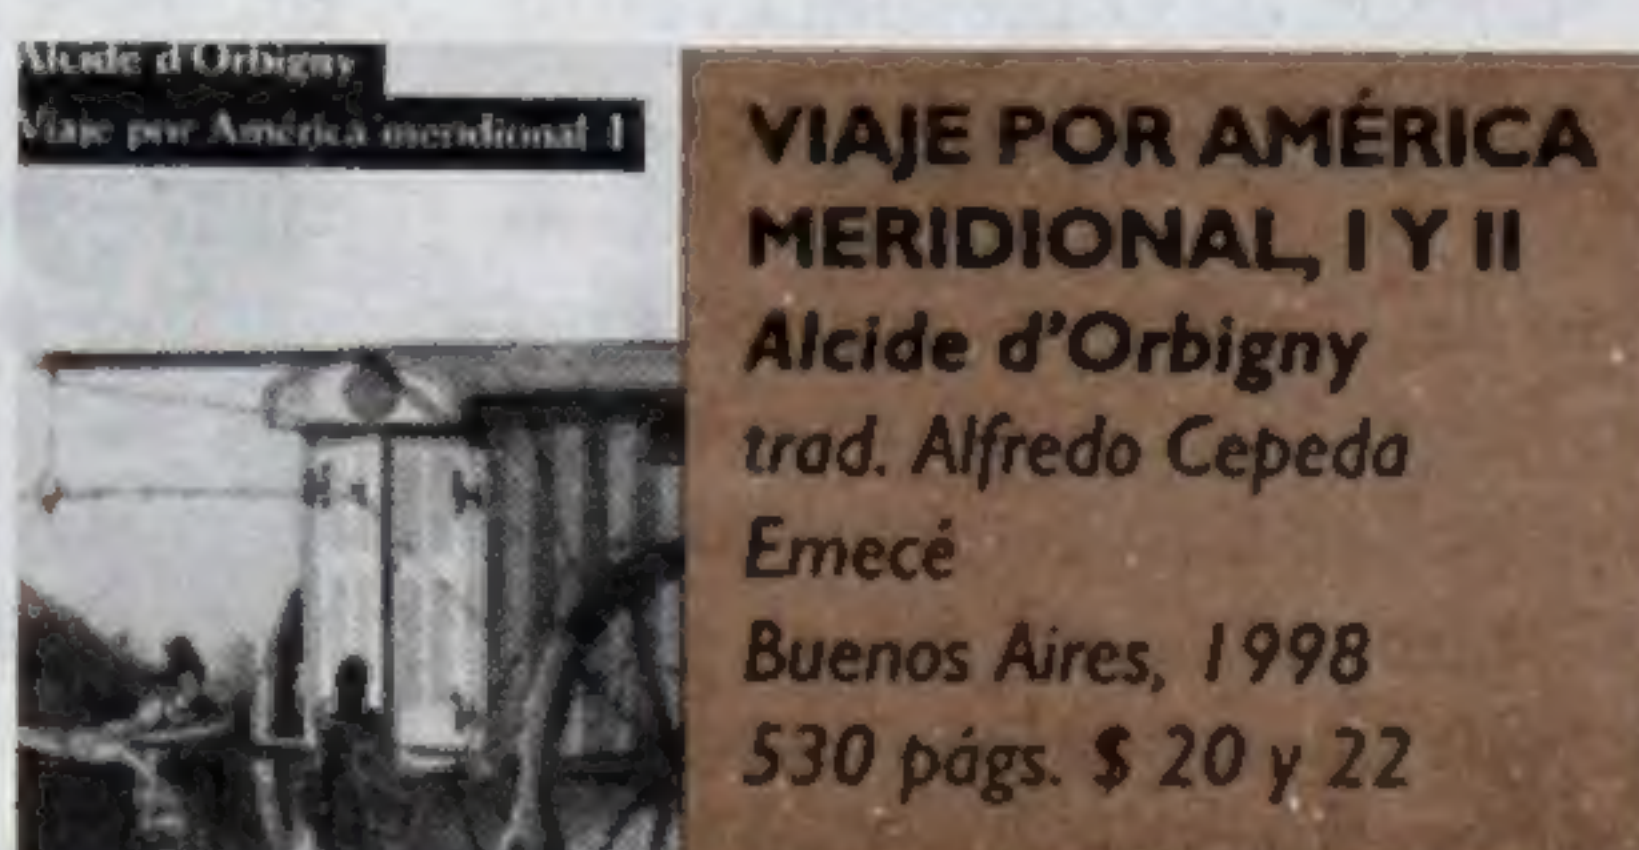 Alcide d'Orbigny
Viaje por América meridional I
VIAJE POR AMÉRICA
MERIDIONAL, I Y II
Alcide d'Orbigny
trad. Alfredo Cepeda
Emecé
Buenos Aires, 1998
530 págs. $ 20 y 22